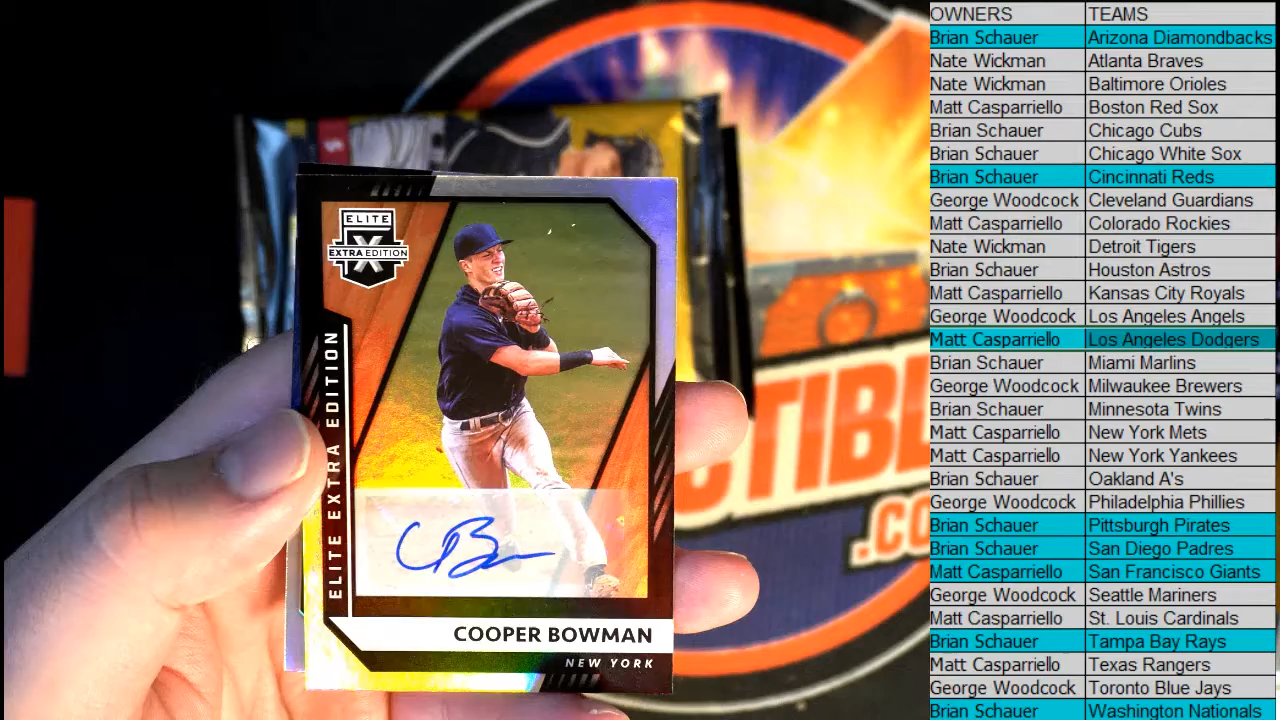 ELITE
X
EXTRA EDITION
ELITE EXTRA EDITION
COOPER BOWMAN
NEW YORK
TIBL
.CO
OWNERS TEAMS
Brian Schauer Arizona Diamondbacks
Nate Wickman Atlanta Braves
Nate Wickman Baltimore Orioles
Matt Casparriello Boston Red Sox
Brian Schauer Chicago Cubs
Brian Schauer Chicago White Sox
Brian Schauer Cincinnati Reds
George Woodcock Cleveland Guardians
Matt Casparriello Colorado Rockies
Nate Wickman Detroit Tigers
Brian Schauer Houston Astros
Matt Casparriello Kansas City Royals
George Woodcock Los Angeles Angels
Matt Casparriello Los Angeles Dodgers
Brian Schauer Miami Marlins
George Woodcock Milwaukee Brewers
Brian Schauer Minnesota Twins
Matt Casparriello New York Mets
Matt Casparriello New York Yankees
Brian Schauer Oakland A's
George Woodcock Philadelphia Phillies
Brian Schauer Pittsburgh Pirates
Brian Schauer San Diego Padres
Matt Casparriello San Francisco Giants
George Woodcock Seattle Mariners
Matt Casparriello St. Louis Cardinals
Brian Schauer Tampa Bay Rays
Matt Casparriello Texas Rangers
George Woodcock Toronto Blue Jays
Brian Schauer Washington Nationals